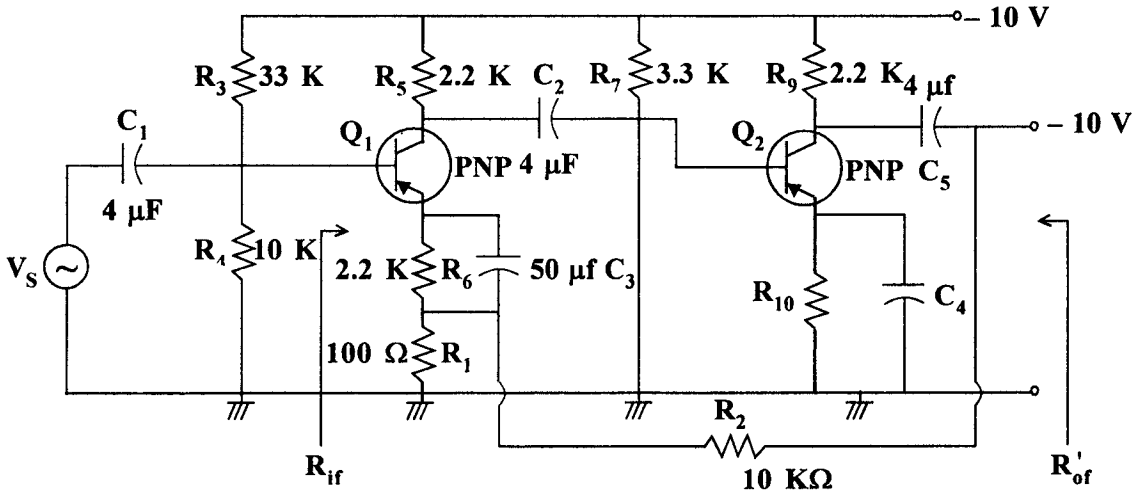 – 10 V
R3 33 K
R5 2.2 K
C2
R7 3.3 K
R9 2.2 K
4 μf
C1
Q1
Q2
– 10 V
PNP 4 μF
PNP C5
4 μF
R4 10 K
VS
2.2 K R6
50 μf C3
R10
C4
100 Ω R1
R2
Rif
10 KΩ
R'of